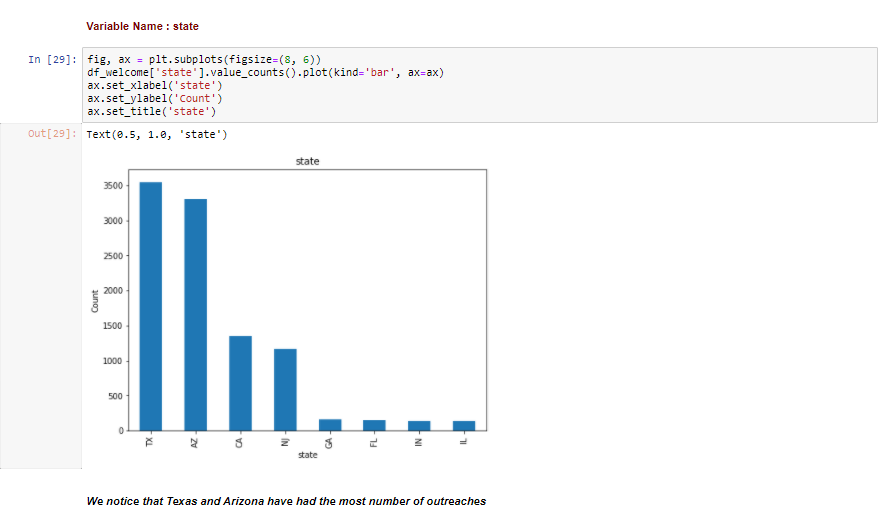 Variable Name : state
In [29]: fig, ax = plt.subplots(figsize=(8, 6))
df_welcome['state'].value_counts().plot(kind='bar', ax=ax)
ax.set_xlabel('state')
ax.set_ylabel('Count')
ax.set_title('state')
Out[29]: Text(0.5, 1.0, 'state')
state
3500
3000
2500
2000
1500
1000
500
0
Count
TX AZ CA NJ GA FL IN IL
state
We notice that Texas and Arizona have had the most number of outreaches